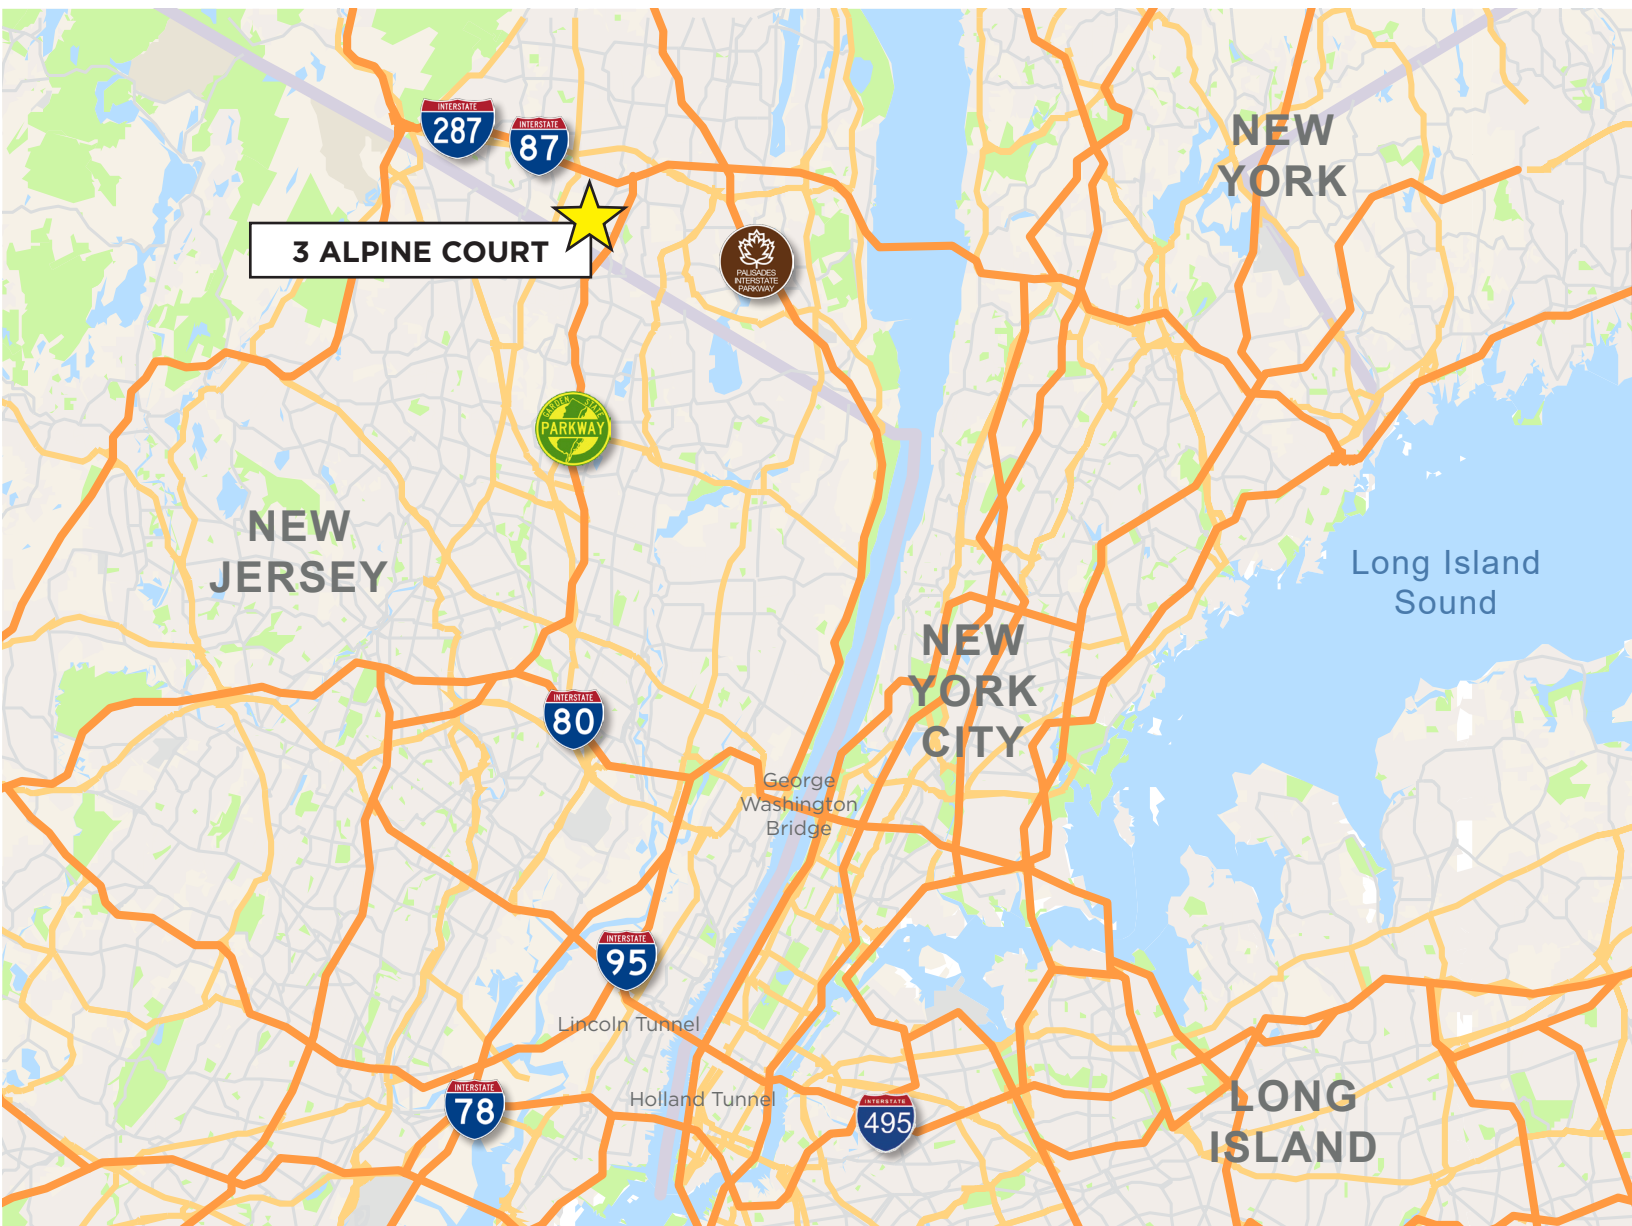 INTERSTATE
287
INTERSTATE
87
NEW
YORK
3 ALPINE COURT
PALISADES
INTERSTATE
PARKWAY
GARDEN STATE
PARKWAY
NEW
JERSEY
Long Island
Sound
NEW
YORK
CITY
INTERSTATE
80
George
Washington
Bridge
INTERSTATE
95
Lincoln Tunnel
INTERSTATE
78
Holland Tunnel
INTERSTATE
495
LONG
ISLAND